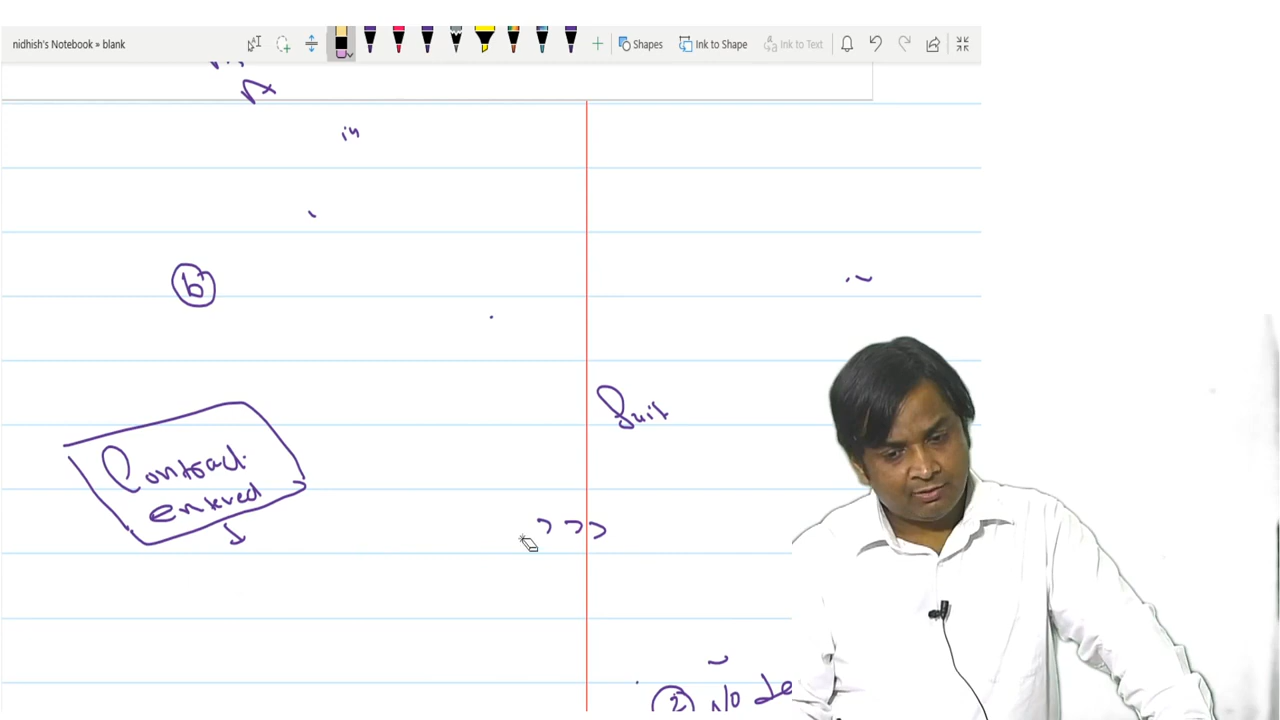 nidhish's Notebook » blank
Shapes
Ink to Shape
Ink to Text
in
b
Suit
Contract
entered
2 No